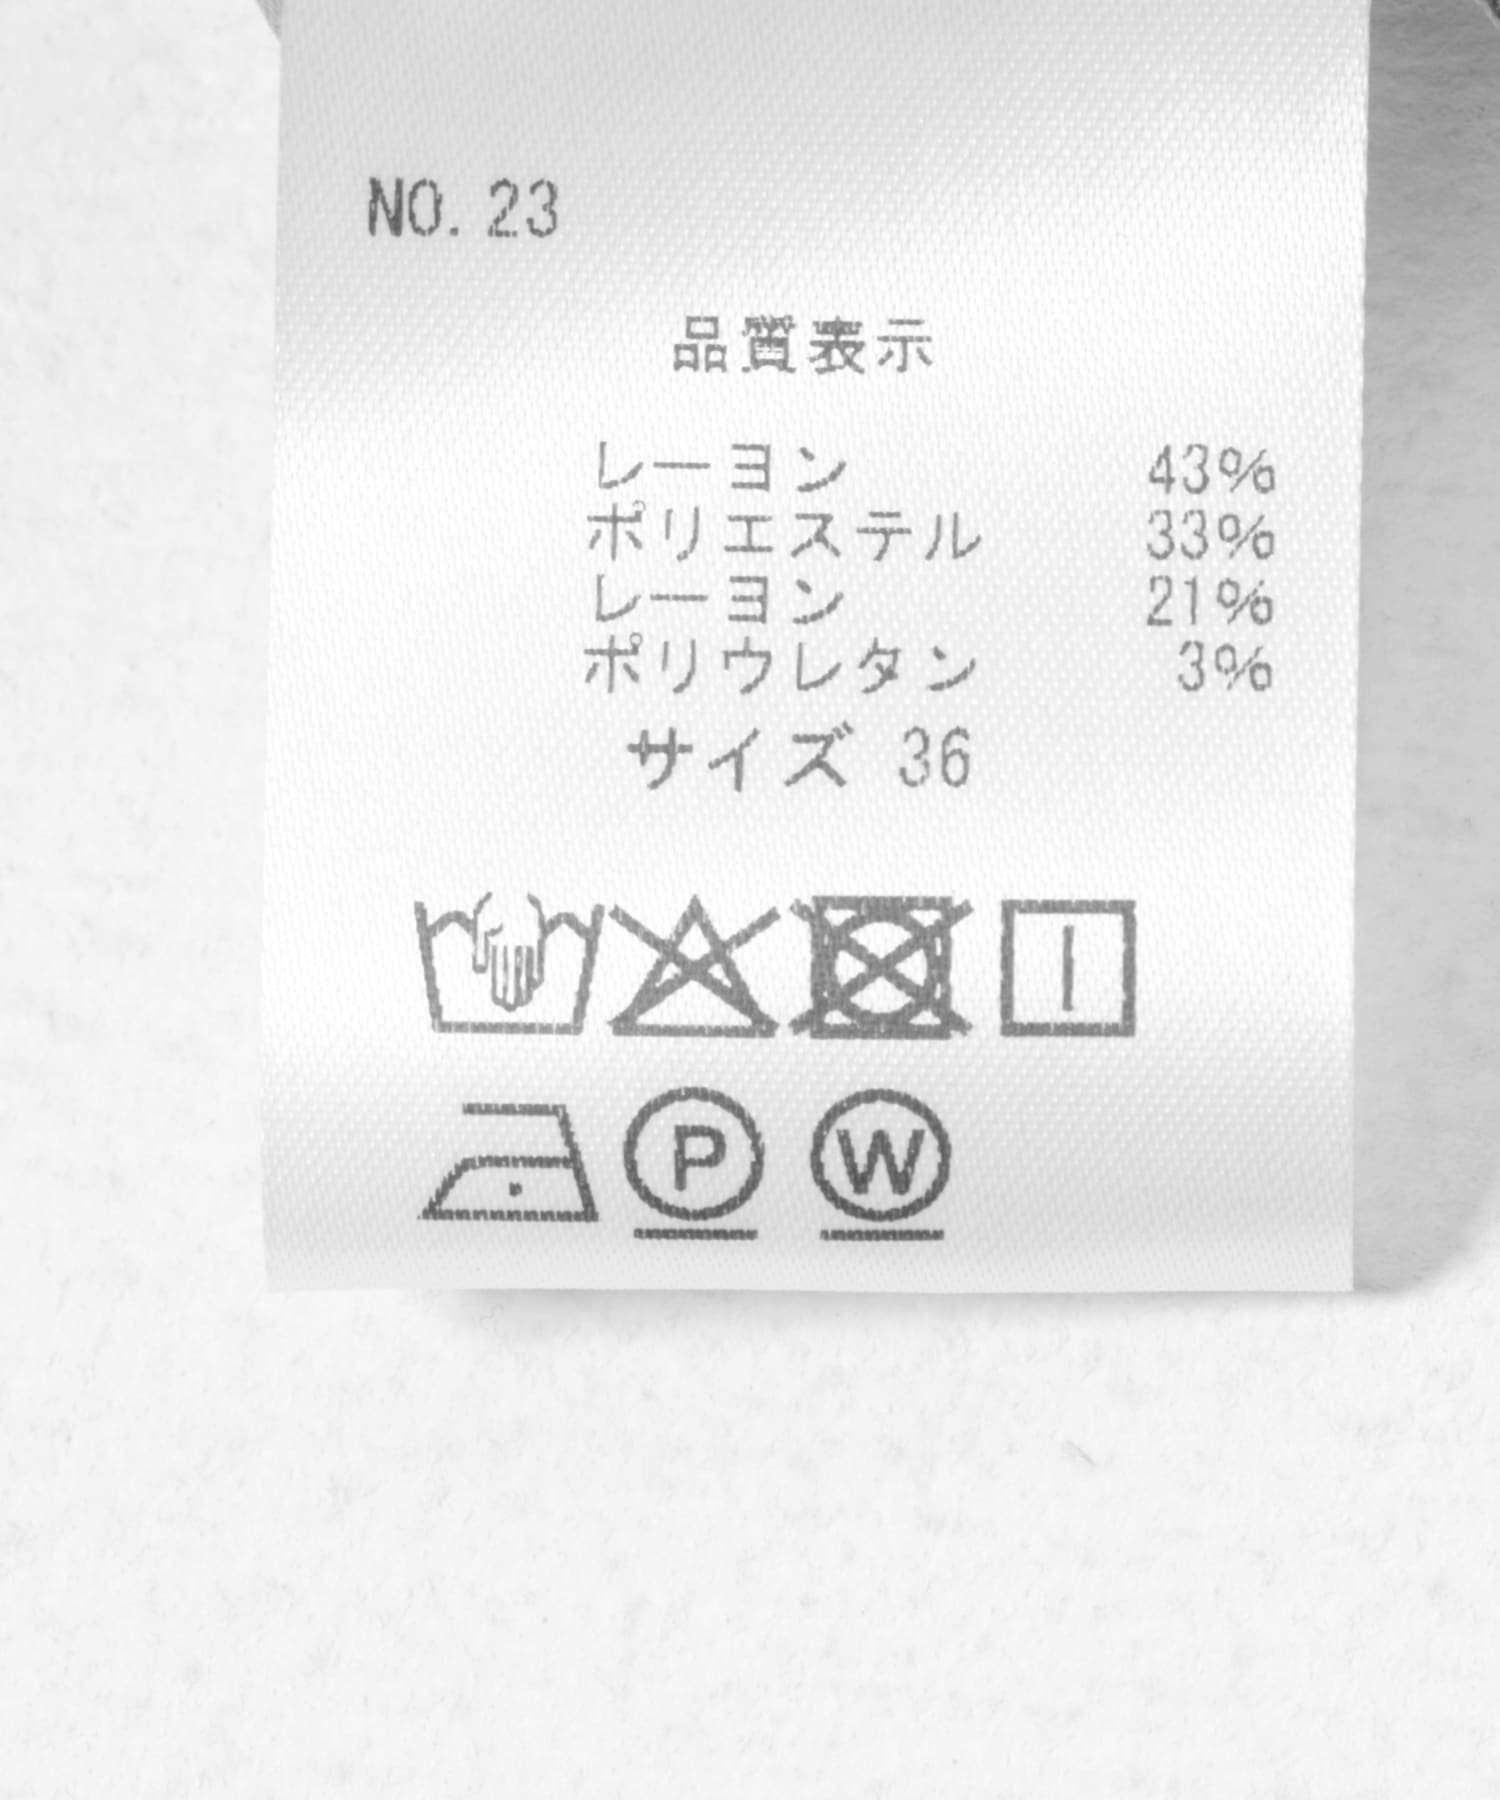 NO. 23
品質表示
レーヨン 43%
ポリエステル 33%
レーヨン 21%
ポリウレタン 3%
サイズ 36
P W